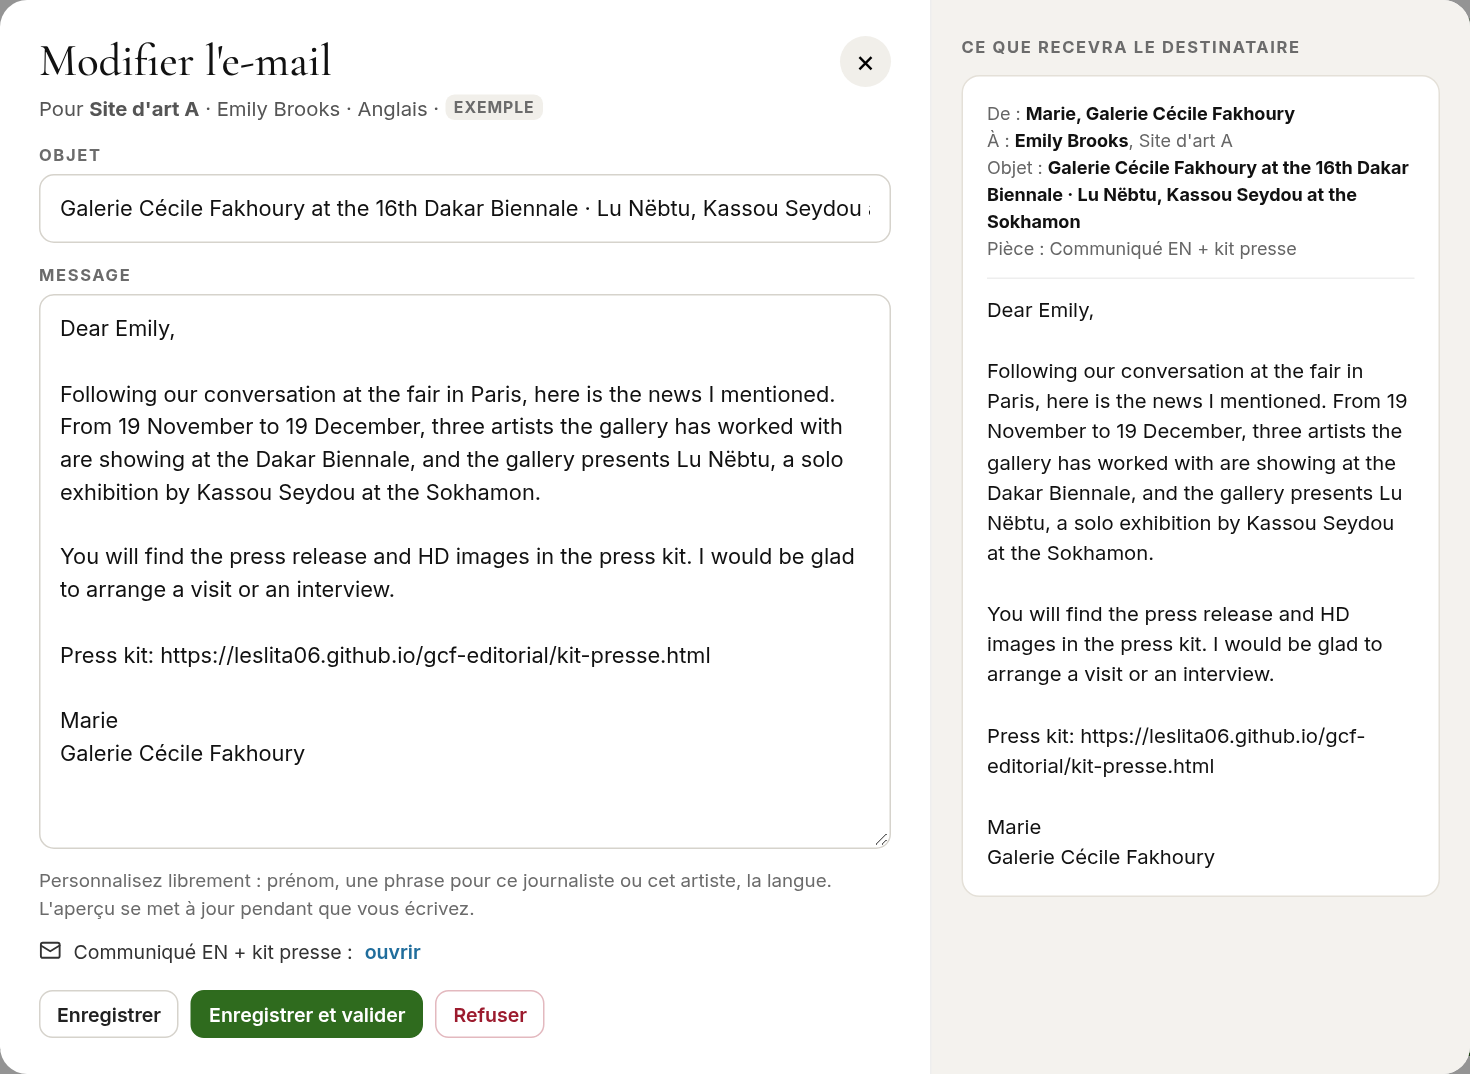 Modifier l'e-mail
×
Pour Site d'art A · Emily Brooks · Anglais · EXEMPLE
OBJET
Galerie Cécile Fakhoury at the 16th Dakar Biennale · Lu Nëbtu, Kassou Seydou
MESSAGE
Dear Emily,
Following our conversation at the fair in Paris, here is the news I mentioned.
From 19 November to 19 December, three artists the gallery has worked with
are showing at the Dakar Biennale, and the gallery presents Lu Nëbtu, a solo
exhibition by Kassou Seydou at the Sokhamon.
You will find the press release and HD images in the press kit. I would be glad
to arrange a visit or an interview.
Press kit: https://leslita06.github.io/gcf-editorial/kit-presse.html
Marie
Galerie Cécile Fakhoury
Personnalisez librement : prénom, une phrase pour ce journaliste ou cet artiste, la langue.
L'aperçu se met à jour pendant que vous écrivez.
Communiqué EN + kit presse : ouvrir
Enregistrer
Enregistrer et valider
Refuser
CE QUE RECEVRA LE DESTINATAIRE
De : Marie, Galerie Cécile Fakhoury
À : Emily Brooks, Site d'art A
Objet : Galerie Cécile Fakhoury at the 16th Dakar
Biennale · Lu Nëbtu, Kassou Seydou at the
Sokhamon
Pièce : Communiqué EN + kit presse
Dear Emily,
Following our conversation at the fair in
Paris, here is the news I mentioned. From 19
November to 19 December, three artists the
gallery has worked with are showing at the
Dakar Biennale, and the gallery presents Lu
Nëbtu, a solo exhibition by Kassou Seydou
at the Sokhamon.
You will find the press release and HD
images in the press kit. I would be glad to
arrange a visit or an interview.
Press kit: https://leslita06.github.io/gcf-
editorial/kit-presse.html
Marie
Galerie Cécile Fakhoury